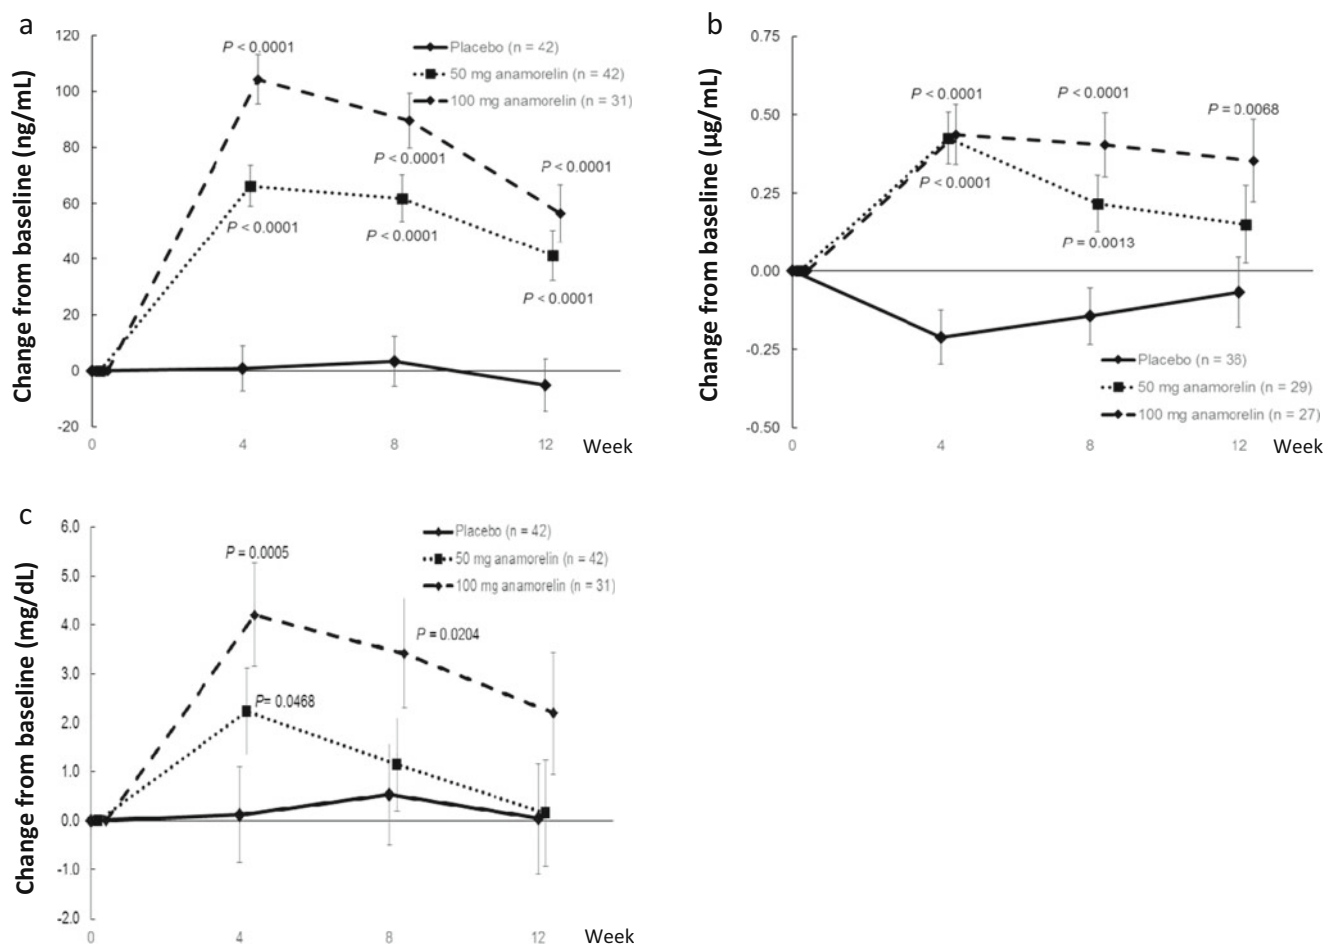 a
Change from baseline (ng/mL)
120
100
80
60
40
20
0
-20
P < 0.0001
Placebo (n = 42)
50 mg anamorelin (n = 42)
100 mg anamorelin (n = 31)
P < 0.0001
P < 0.0001
P < 0.0001
P < 0.0001
P < 0.0001
0 4 8 12 Week
b
Change from baseline (µg/mL)
0.75
0.50
0.25
0.00
-0.25
-0.50
P < 0.0001
P < 0.0001
P = 0.0068
P < 0.0001
P = 0.0013
Placebo (n = 38)
50 mg anamorelin (n = 29)
100 mg anamorelin (n = 27)
0 4 8 12 Week
c
Change from baseline (mg/dL)
6.0
5.0
4.0
3.0
2.0
1.0
0.0
-1.0
-2.0
Placebo (n = 42)
50 mg anamorelin (n = 42)
100 mg anamorelin (n = 31)
P = 0.0005
P = 0.0204
P= 0.0468
0 4 8 12 Week